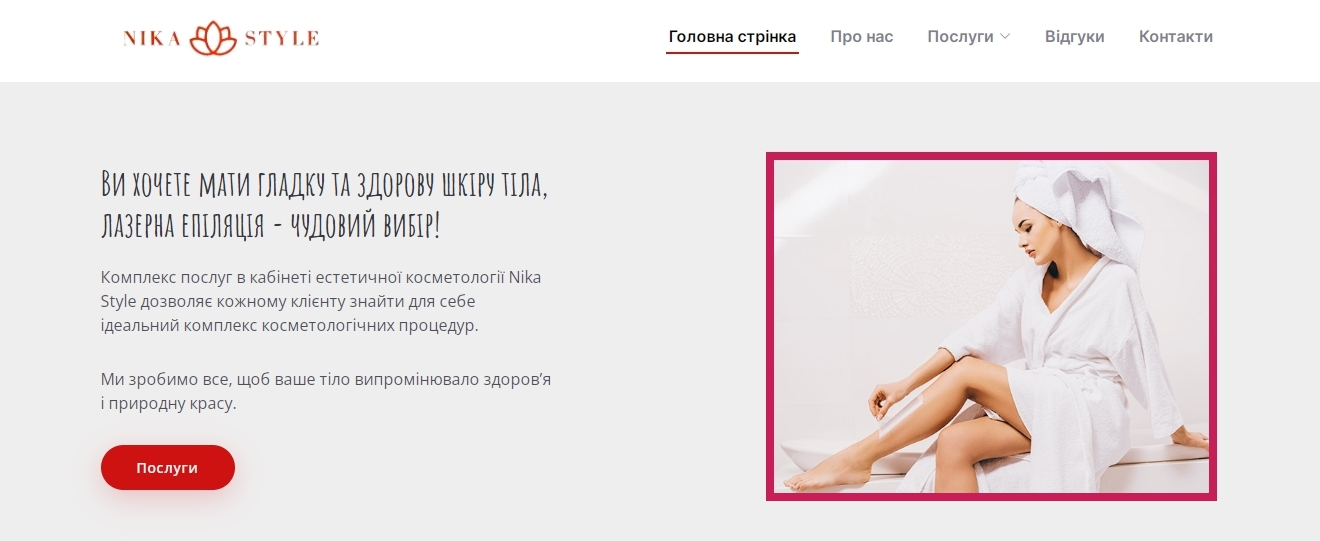 NIKA STYLE
Головна стрінка
Про нас
Послуги
Відгуки
Контакти
Ви хочете мати гладку та здорову шкіру тіла,
лазерна епіляція - чудовий вибір!
Комплекс послуг в кабінеті естетичної косметології Nika
Style дозволяє кожному клієнту знайти для себе
ідеальний комплекс косметологічних процедур.
Ми зробимо все, щоб ваше тіло випромінювало здоров’я
і природну красу.
Послуги